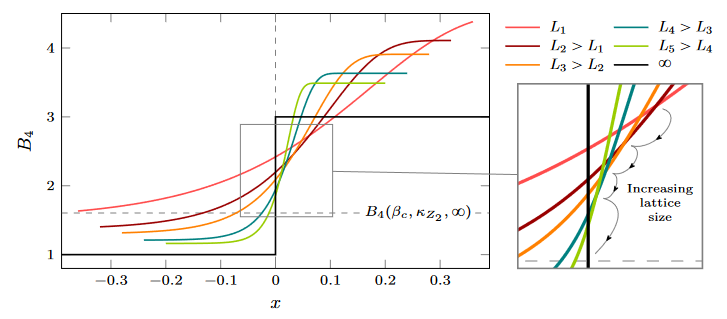 B₄
4
3
2
1
B₄(βc, κZ₂, ∞)
−0.3
−0.2
−0.1
0
0.1
0.2
0.3
x
L₁
L₂ > L₁
L₃ > L₂
L₄ > L₃
L₅ > L₄
∞
Increasing
lattice
size